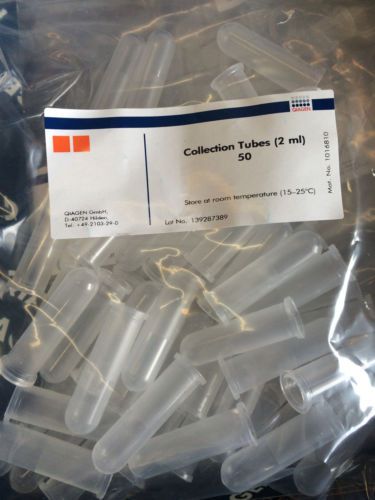 QIAGEN
Collection Tubes (2 ml)
50
Mat. No. 1016810
Store at room temperature (15–25°C)
QIAGEN GmbH,
D-40724 Hilden,
Tel. +49-2103-29-0
Lot No. 139287389